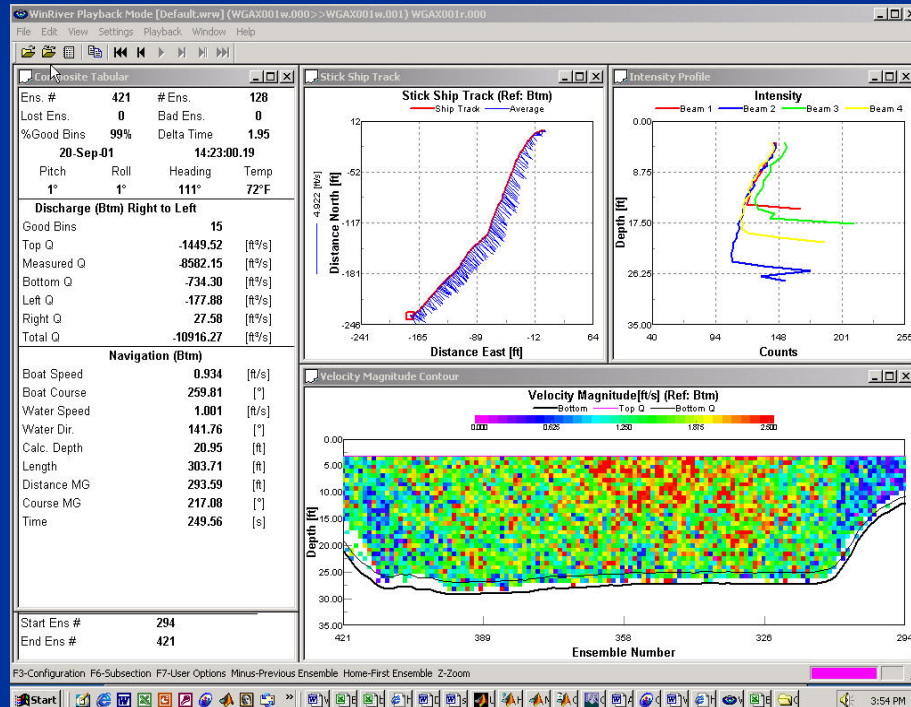 WinRiver Playback Mode [Default.wrw] (WGAX001w.000>>WGAX001w.001) WGAX001r.000
File Edit View Settings Playback Window Help
Composite Tabular
Ens. # 421 # Ens. 128
Lost Ens. 0 Bad Ens. 0
%Good Bins 99% Delta Time 1.95
20-Sep-01 14:23:00.19
Pitch Roll Heading Temp
1° 1° 111° 72°F
Discharge (Btm) Right to Left
Good Bins 15
Top Q -1449.52 [ft³/s]
Measured Q -8582.15 [ft³/s]
Bottom Q -734.30 [ft³/s]
Left Q -177.88 [ft³/s]
Right Q 27.58 [ft³/s]
Total Q -10916.27 [ft³/s]
Navigation (Btm)
Boat Speed 0.934 [ft/s]
Boat Course 259.81 [°]
Water Speed 1.001 [ft/s]
Water Dir. 141.76 [°]
Calc. Depth 20.95 [ft]
Length 303.71 [ft]
Distance MG 293.59 [ft]
Course MG 217.08 [°]
Time 249.56 [s]
Start Ens # 294
End Ens # 421
Stick Ship Track
Stick Ship Track (Ref: Btm)
Ship Track Average
12
-52
-117
-181
-246
4.922 [ft/s]
Distance North [ft]
-241 -165 -89 -12 64
Distance East [ft]
Intensity Profile
Intensity
Beam 1 Beam 2 Beam 3 Beam 4
0.00
8.75
17.50
26.25
35.00
Depth [ft]
40 94 148 201 255
Counts
Velocity Magnitude Contour
Velocity Magnitude[ft/s] (Ref: Btm)
Bottom Top Q Bottom Q
0.000 0.625 1.250 1.875 2.500
0.00
5.00
10.00
15.00
20.00
25.00
30.00
35.00
Depth [ft]
421 389 358 326 294
Ensemble Number
F3-Configuration F6-Subsection F7-User Options Minus-Previous Ensemble Home-First Ensemble Z-Zoom
Start
3:54 PM